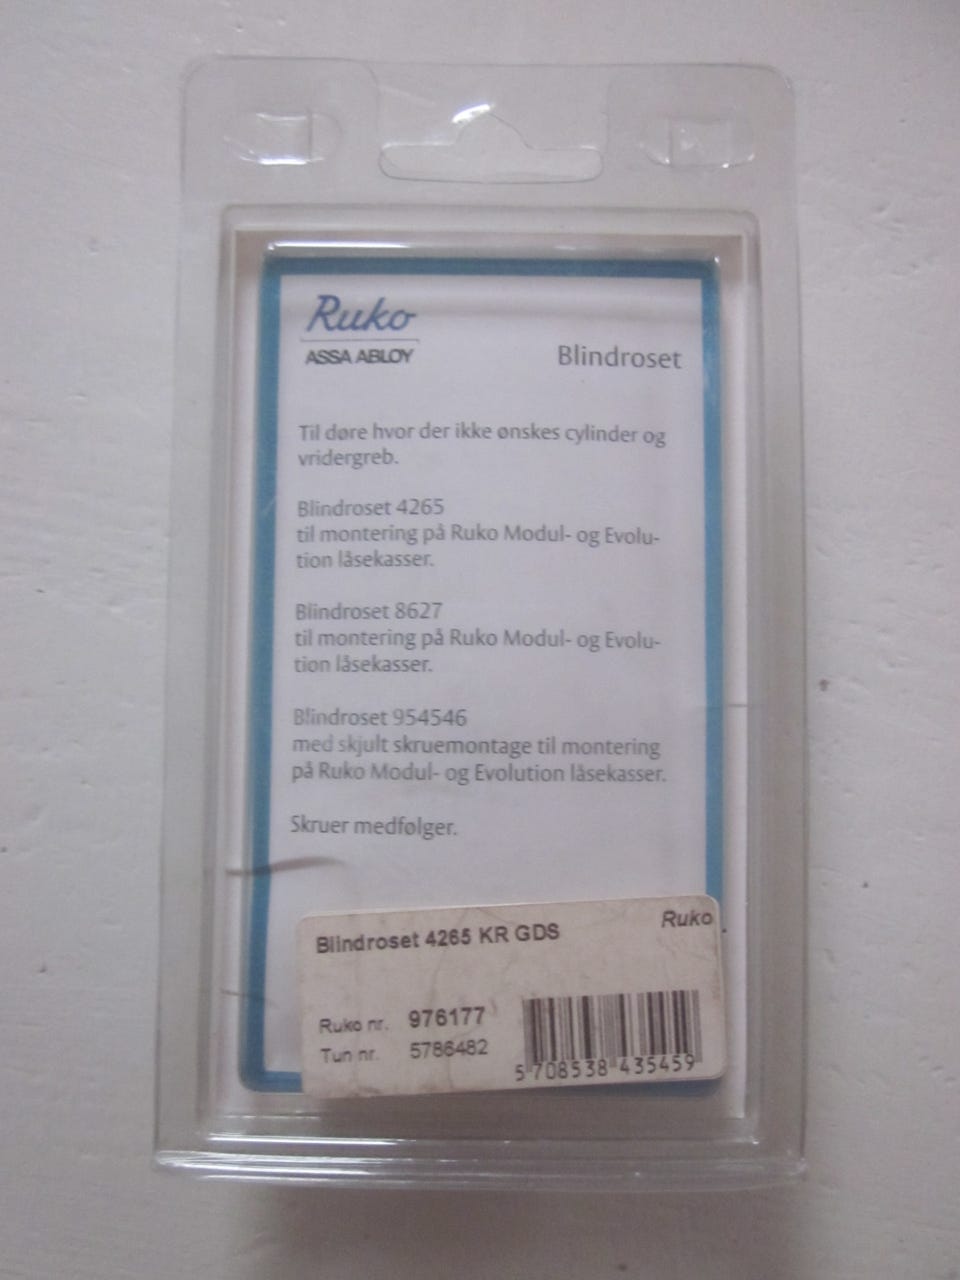 Ruko
ASSA ABLOY
Blindroset
Til døre hvor der ikke ønskes cylinder og
vridergreb.
Blindroset 4265
til montering på Ruko Modul- og Evolu-
tion låsekasser.
Blindroset 8627
til montering på Ruko Modul- og Evolu-
tion låsekasser.
Blindroset 954546
med skjult skruemontage til montering
på Ruko Modul- og Evolution låsekasser.
Skruer medfølger.
Ruko
Blindroset 4265 KR GDS
Ruko nr. 976177
Tun nr. 5786482
5 708538 435459